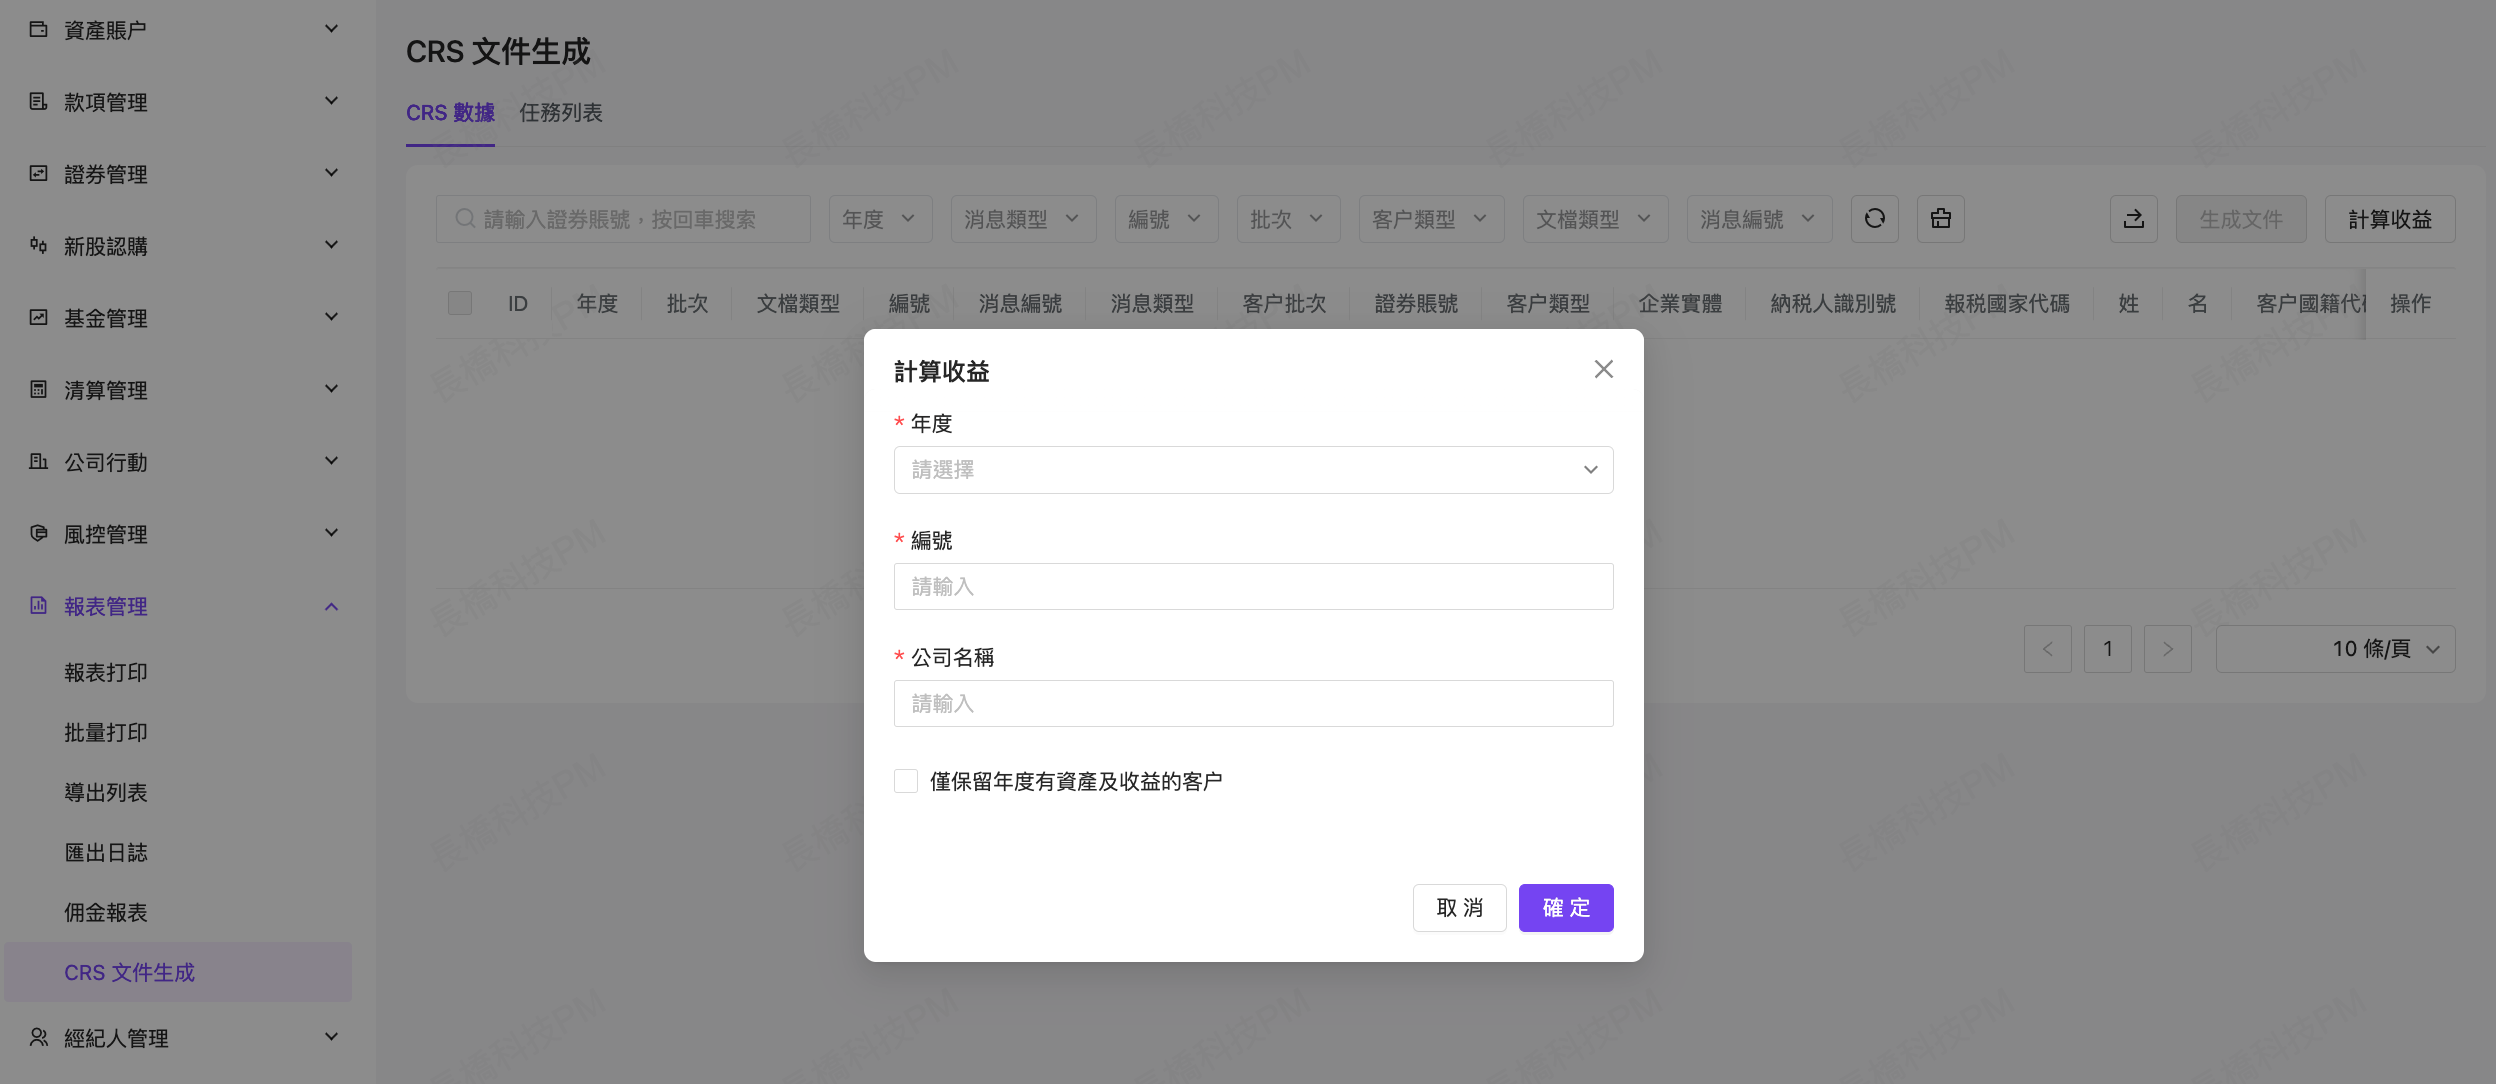 資產賬户
款項管理
證券管理
新股認購
基金管理
清算管理
公司行動
風控管理
報表管理
報表打印
批量打印
導出列表
匯出日誌
佣金報表
CRS 文件生成
經紀人管理
CRS 文件生成
CRS 數據 任務列表
請輸入證券賬號，按回車搜索 年度 消息類型 編號 批次 客户類型 文檔類型 消息編號 生成文件 計算收益
ID 年度 批次 文檔類型 編號 消息編號 消息類型 客户批次 證券賬號 客户類型 企業實體 納税人識別號 報税國家代碼 姓 名 客户國籍代 操作
1 10 條/頁
計算收益
* 年度
請選擇
* 編號
請輸入
* 公司名稱
請輸入
僅保留年度有資產及收益的客户
取 消 確 定
長橋科技PM